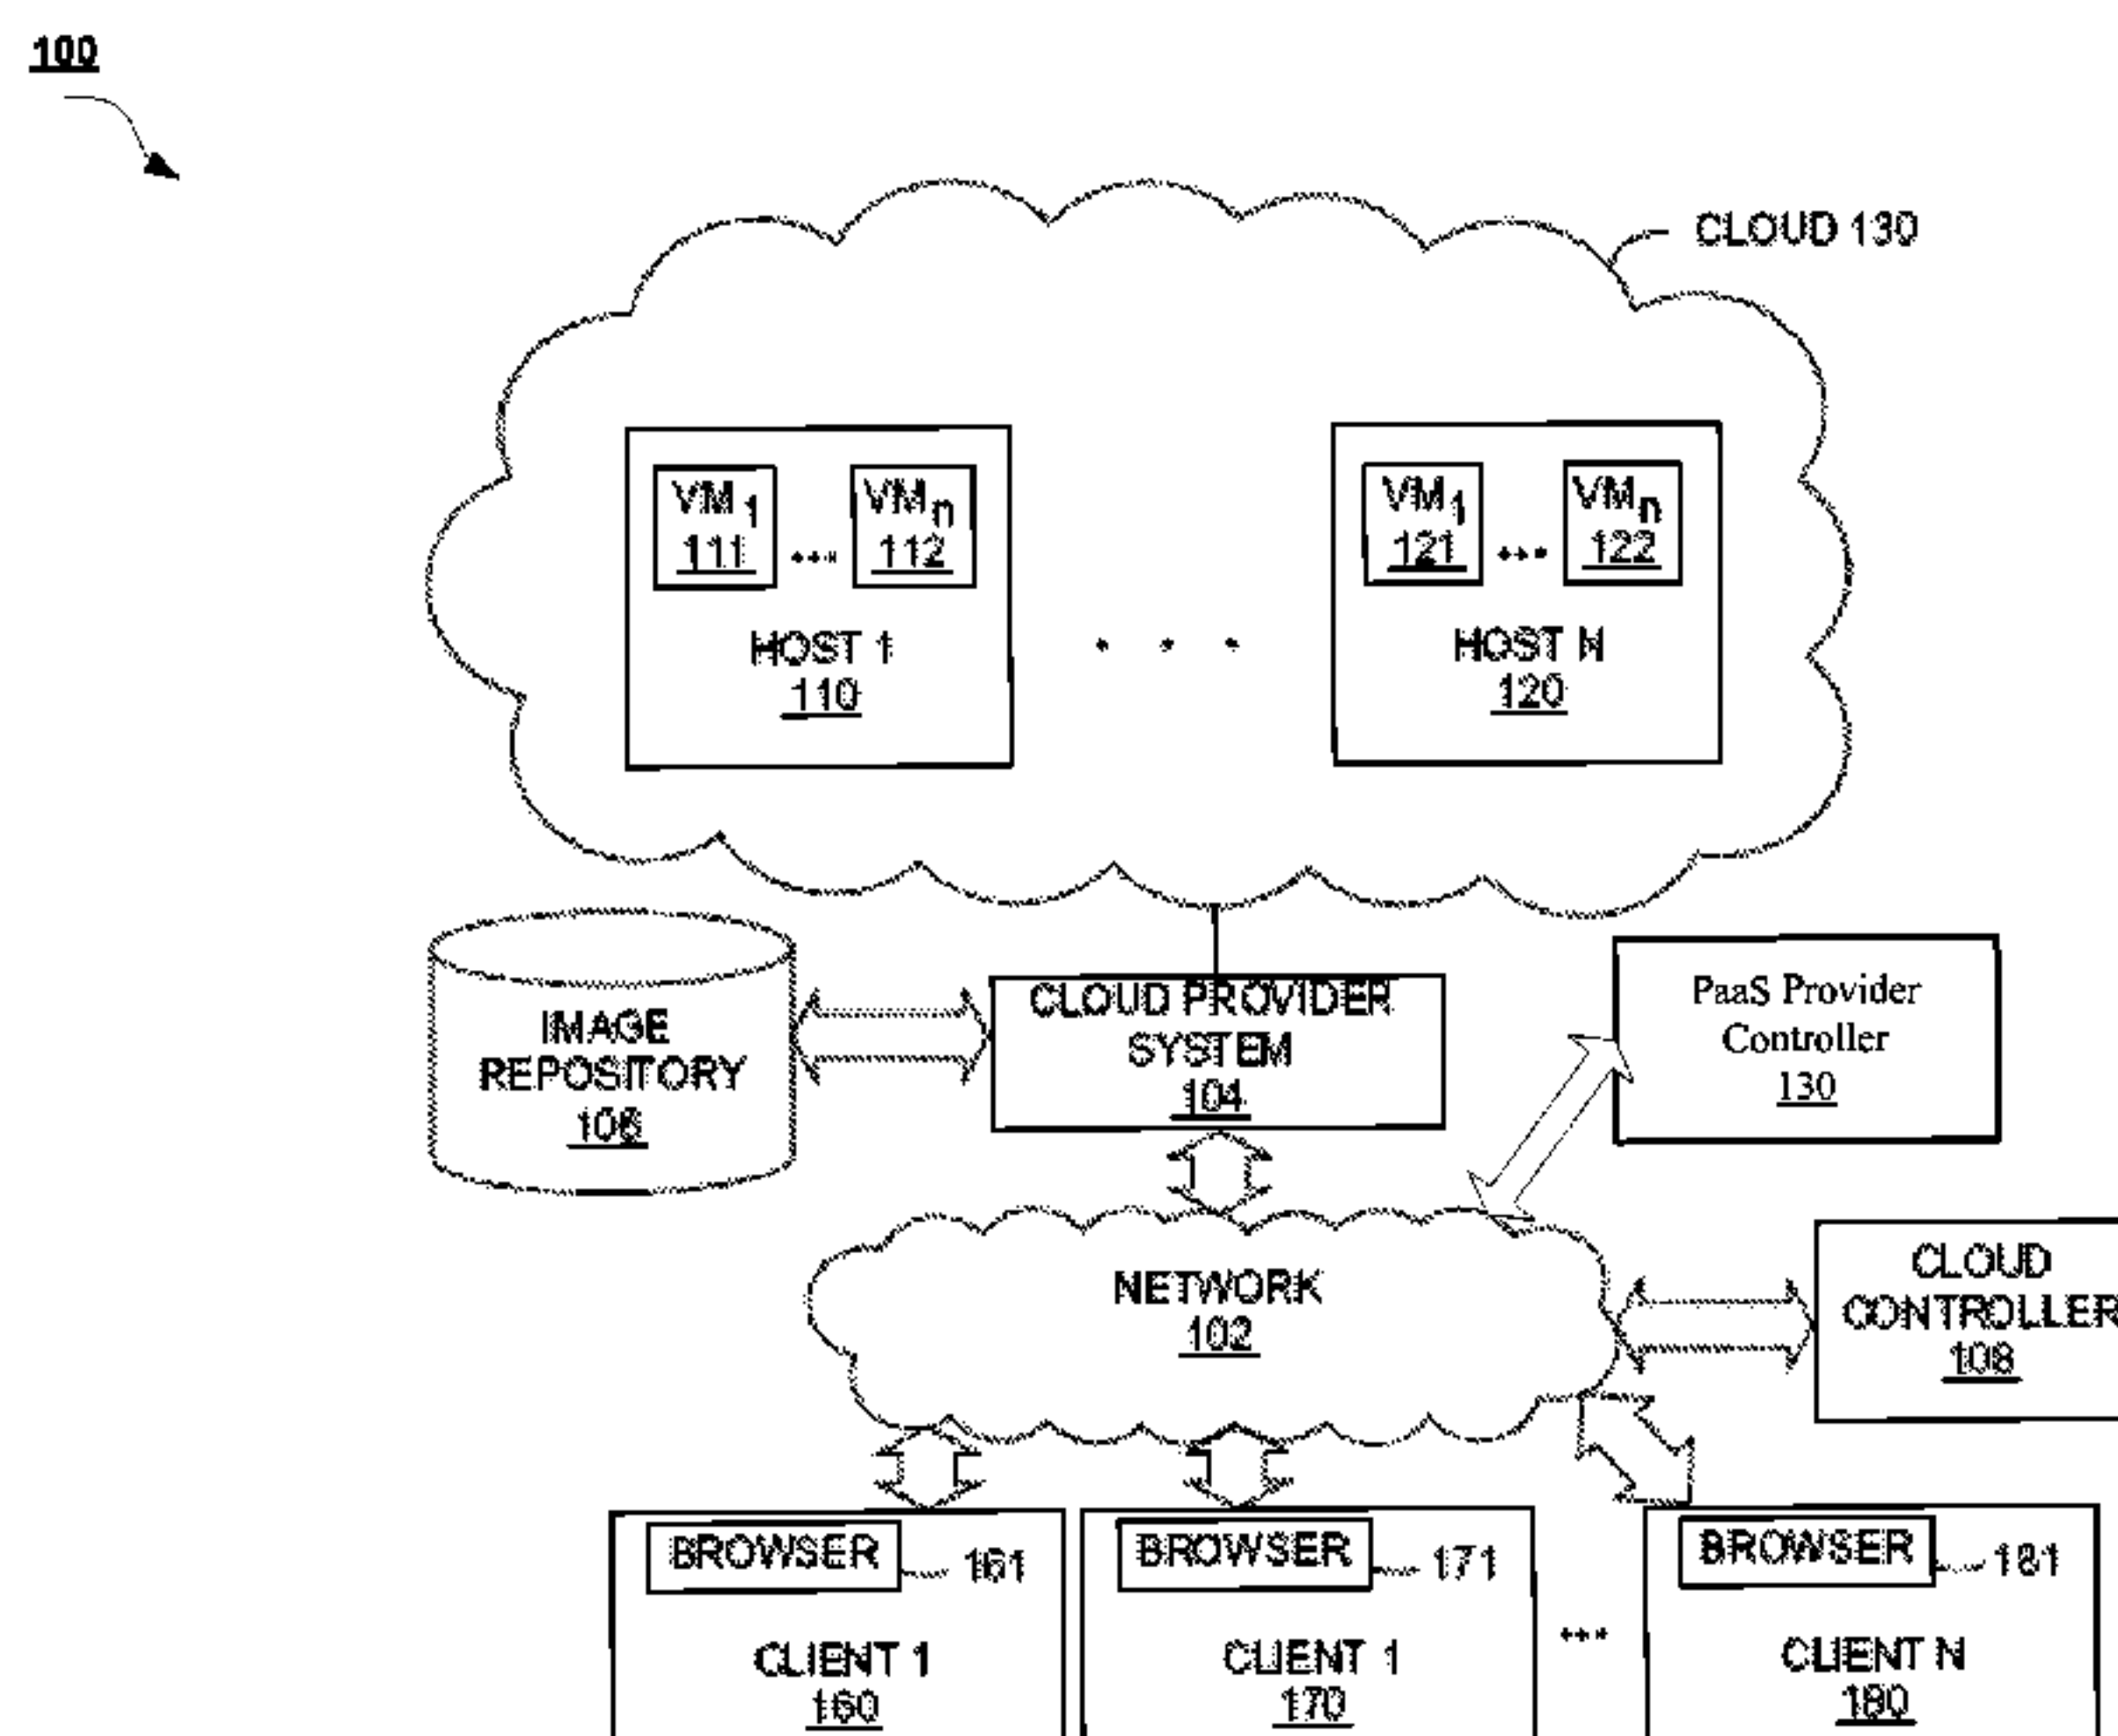 100
CLOUD 130
VM1
111
...
VMn
112
HOST 1
110
. . .
VM1
121
...
VMn
122
HOST N
120
IMAGE
REPOSITORY
106
CLOUD PROVIDER
SYSTEM
104
PaaS Provider
Controller
130
NETWORK
102
CLOUD
CONTROLLER
108
BROWSER
161
CLIENT 1
160
BROWSER
171
CLIENT 1
170
...
BROWSER
181
CLIENT N
180